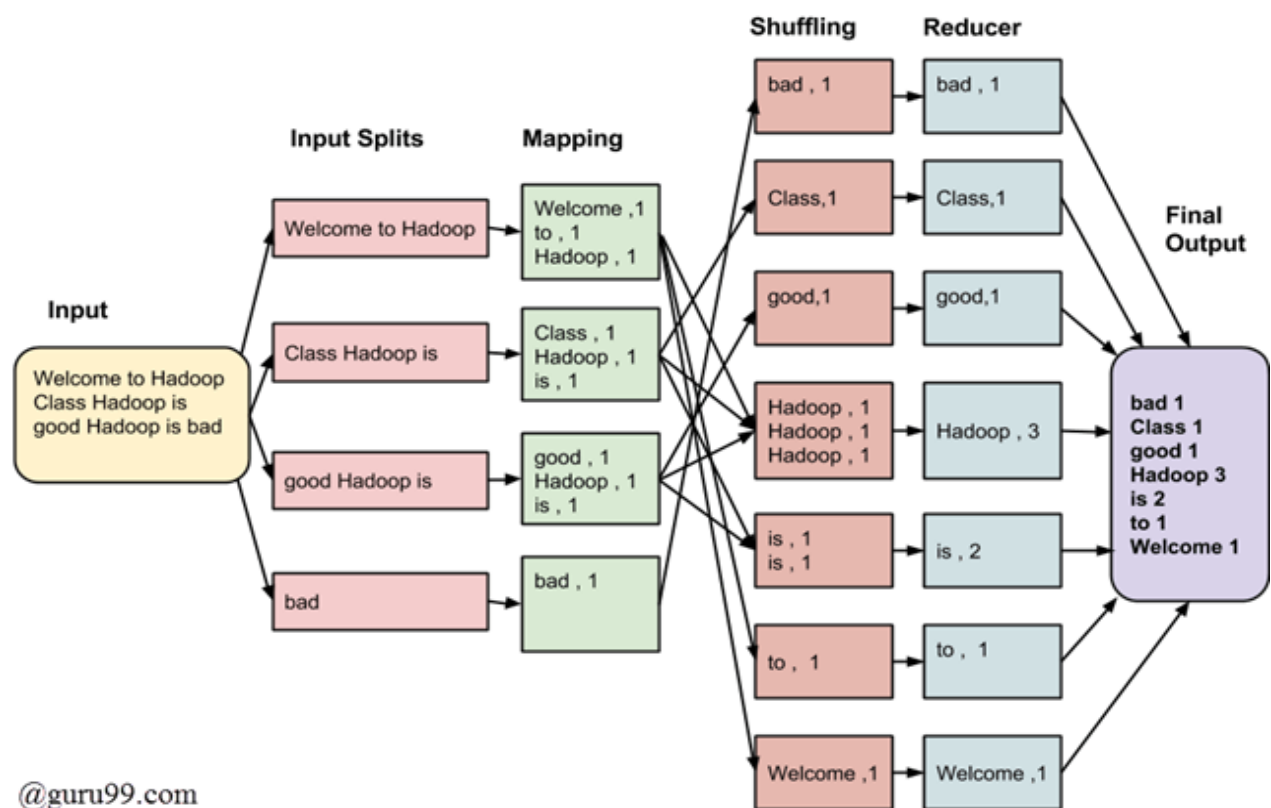 Input
Welcome to Hadoop
Class Hadoop is
good Hadoop is bad
Input Splits
Welcome to Hadoop
Class Hadoop is
good Hadoop is
bad
Mapping
Welcome ,1
to , 1
Hadoop , 1
Class , 1
Hadoop , 1
is , 1
good , 1
Hadoop , 1
is , 1
bad , 1
Shuffling
bad , 1
Class,1
good,1
Hadoop , 1
Hadoop , 1
Hadoop , 1
is , 1
is , 1
to , 1
Welcome ,1
Reducer
bad , 1
Class,1
good,1
Hadoop , 3
is , 2
to , 1
Welcome ,1
Final
Output
bad 1
Class 1
good 1
Hadoop 3
is 2
to 1
Welcome 1
@guru99.com